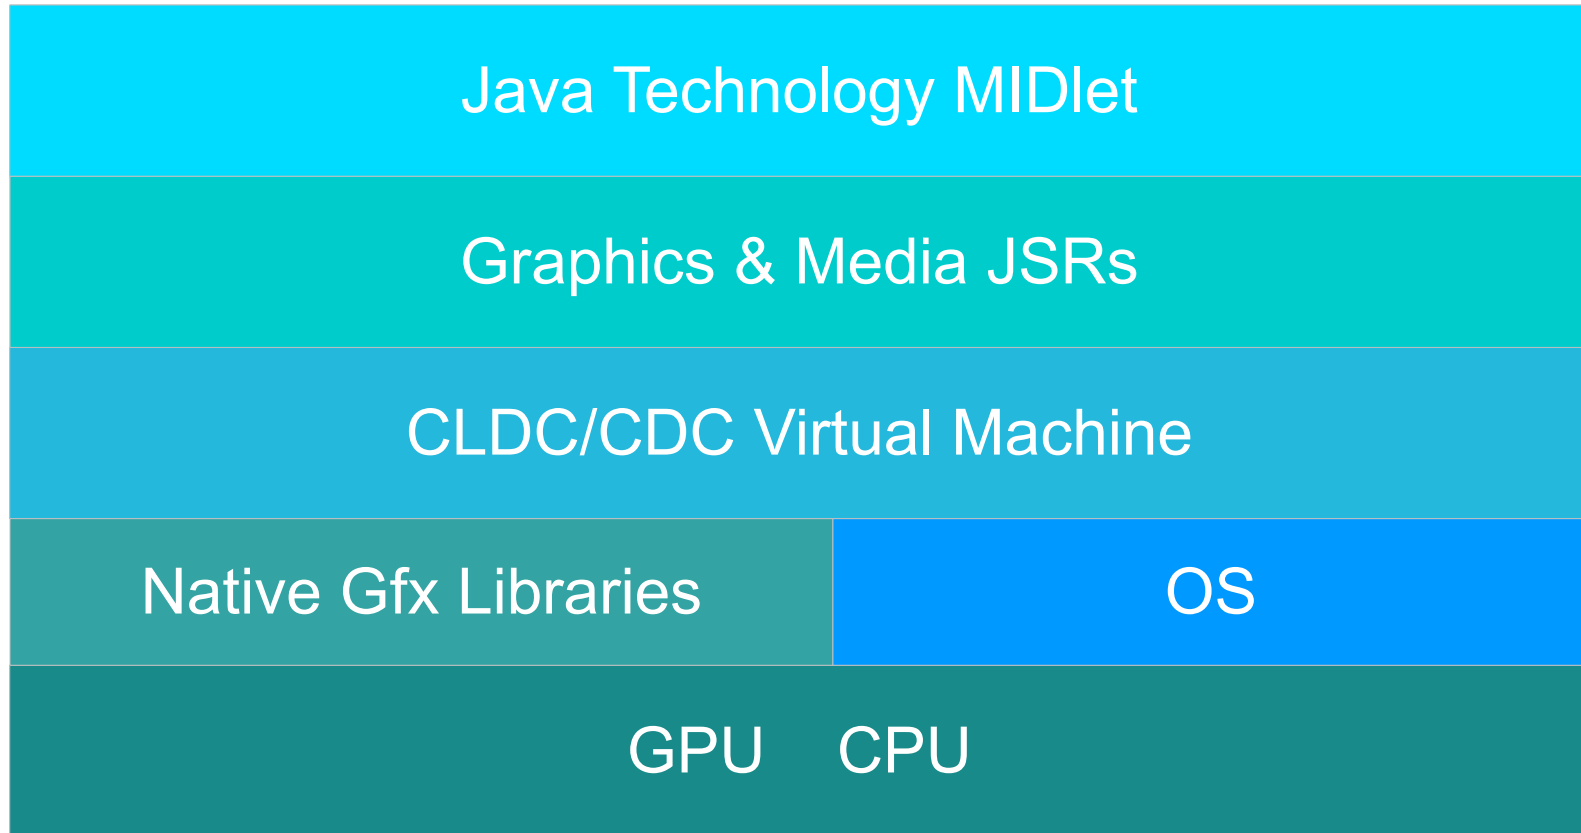 Java Technology MIDlet
Graphics & Media JSRs
CLDC/CDC Virtual Machine
Native Gfx Libraries
OS
GPU CPU